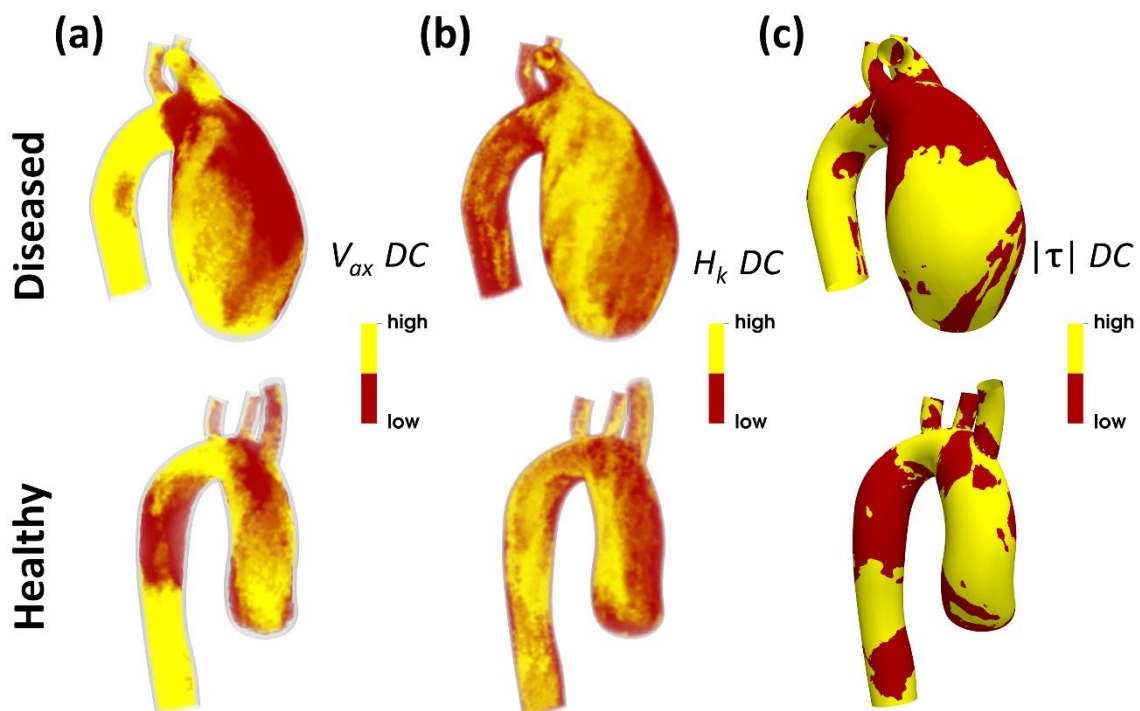 (a)
(b)
(c)
Diseased
V_ax DC
H_k DC
|τ| DC
high
low
high
low
high
low
Healthy